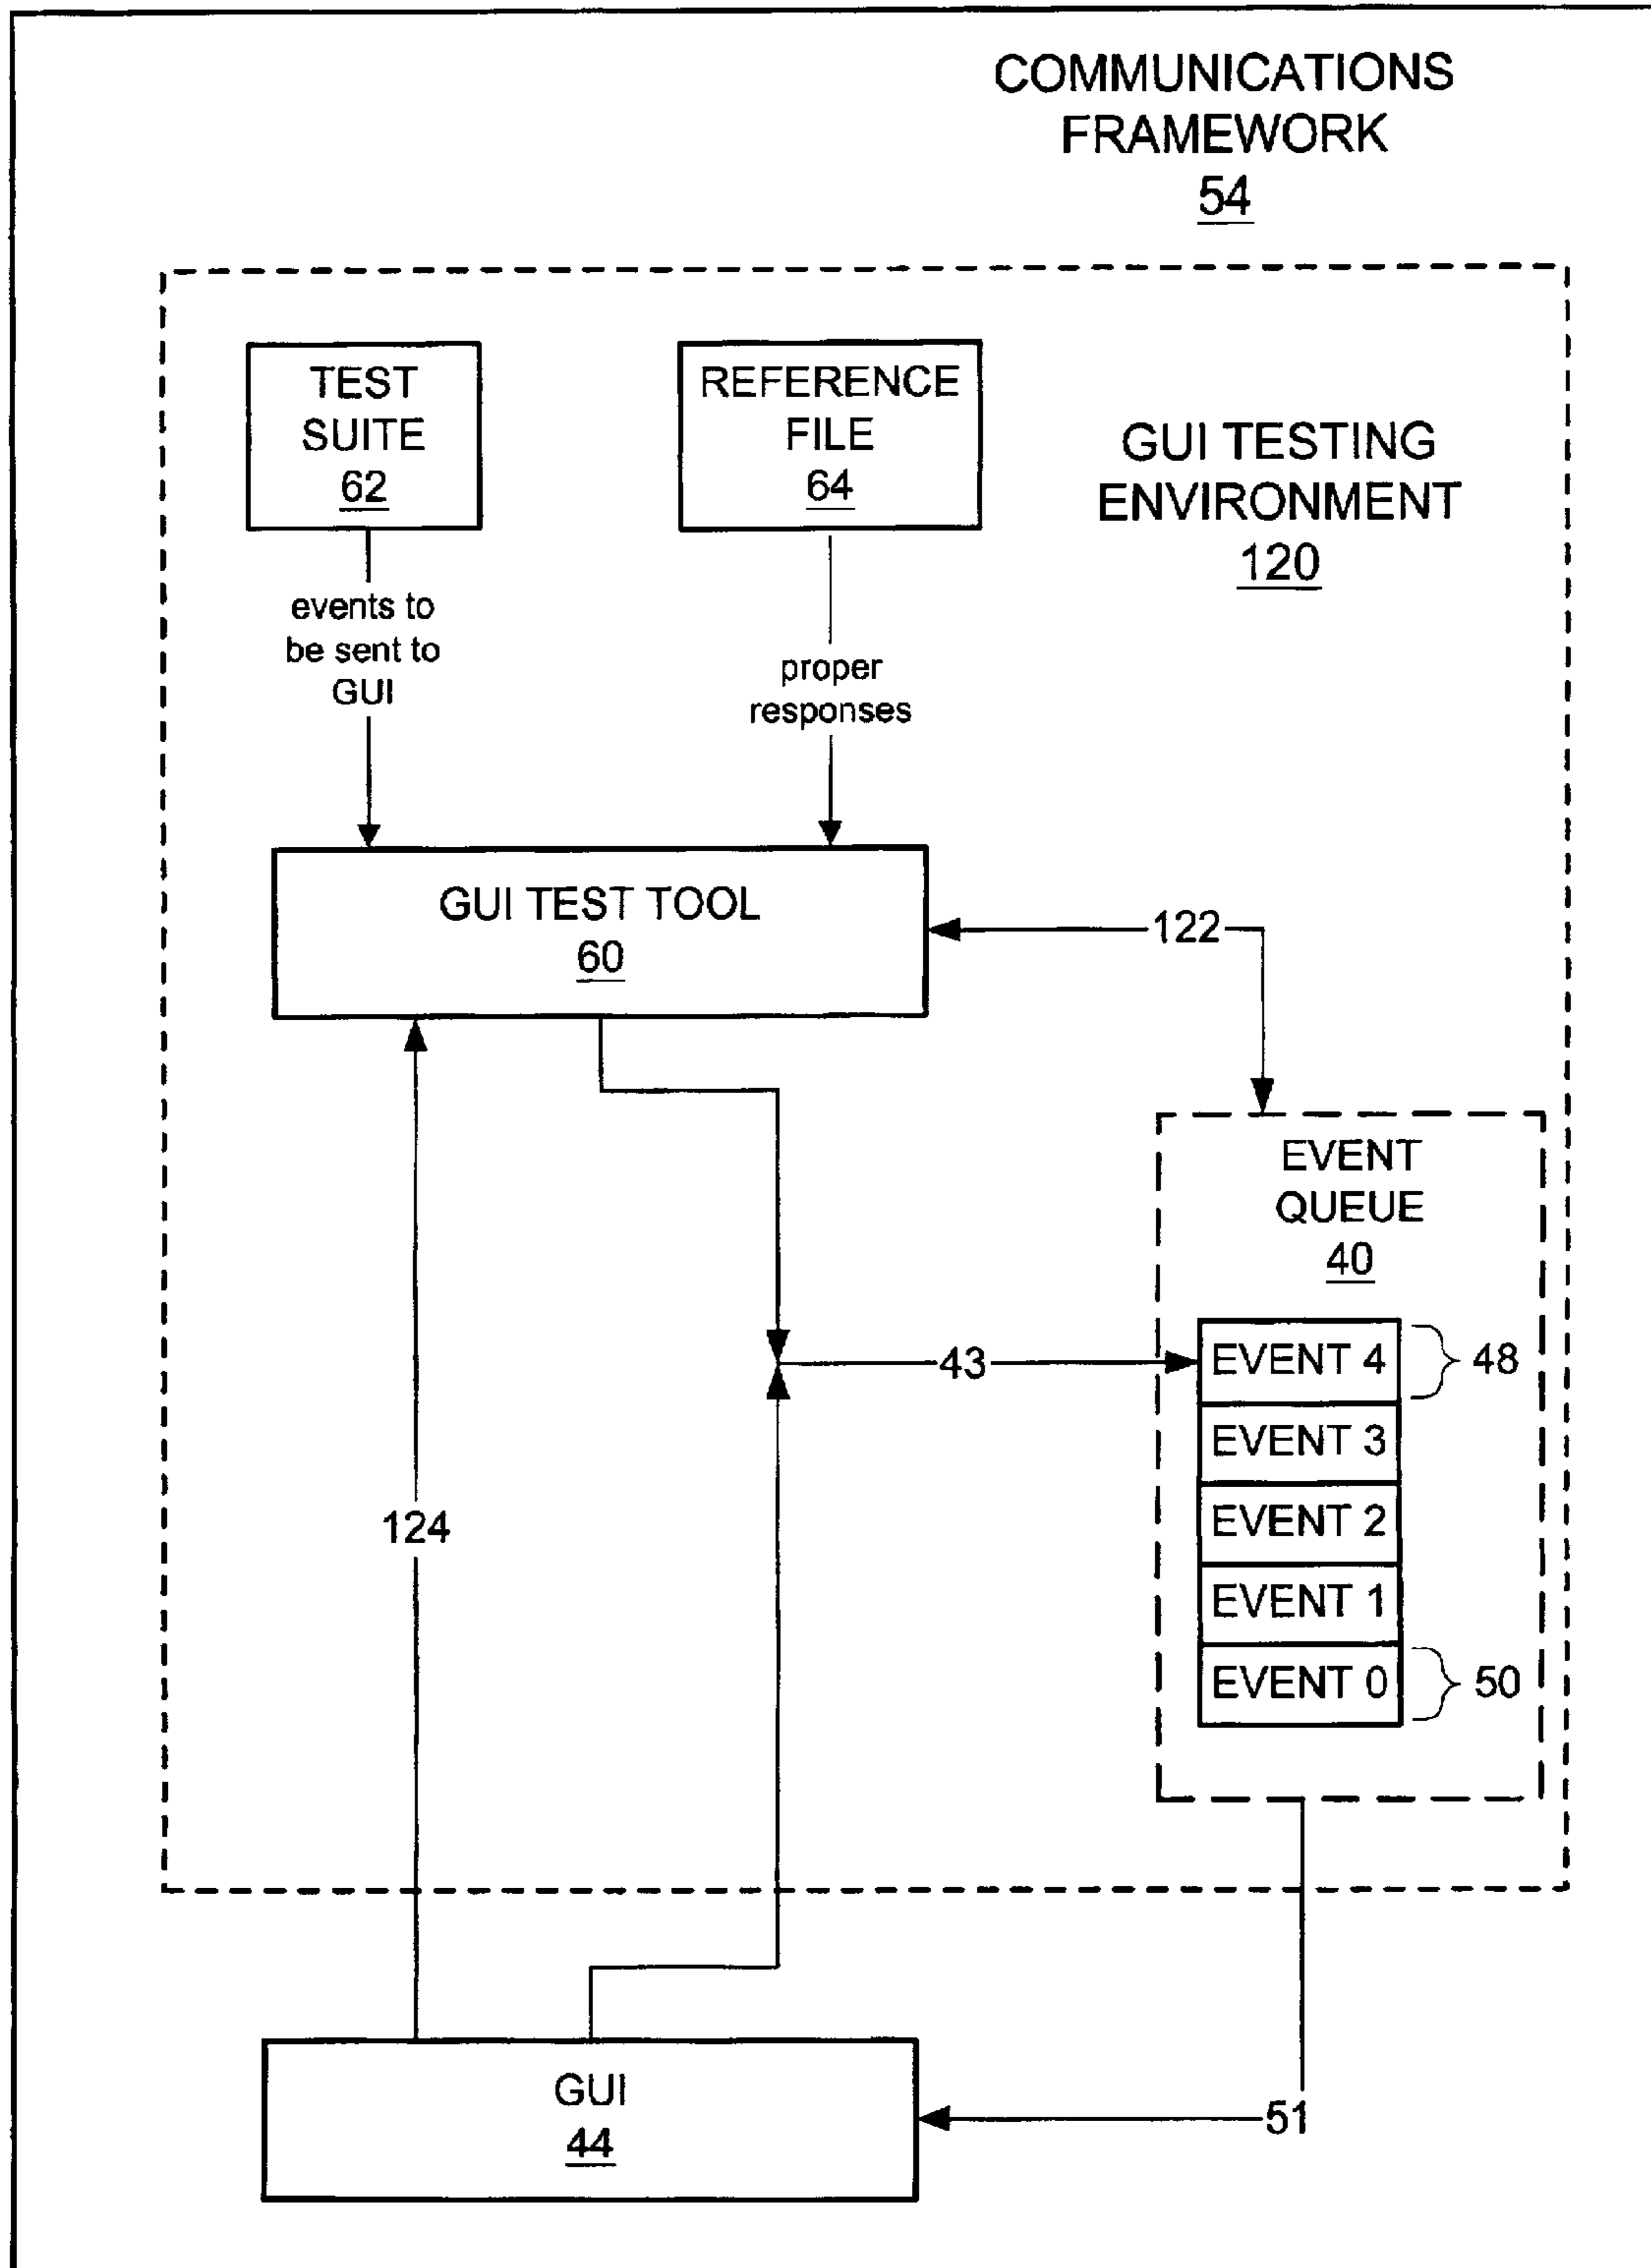 COMMUNICATIONS
FRAMEWORK
54
TEST
SUITE
62
REFERENCE
FILE
64
GUI TESTING
ENVIRONMENT
120
events to
be sent to
GUI
proper
responses
GUI TEST TOOL
60
122
EVENT
QUEUE
40
43
EVENT 4
48
EVENT 3
EVENT 2
124
EVENT 1
EVENT 0
50
GUI
44
51